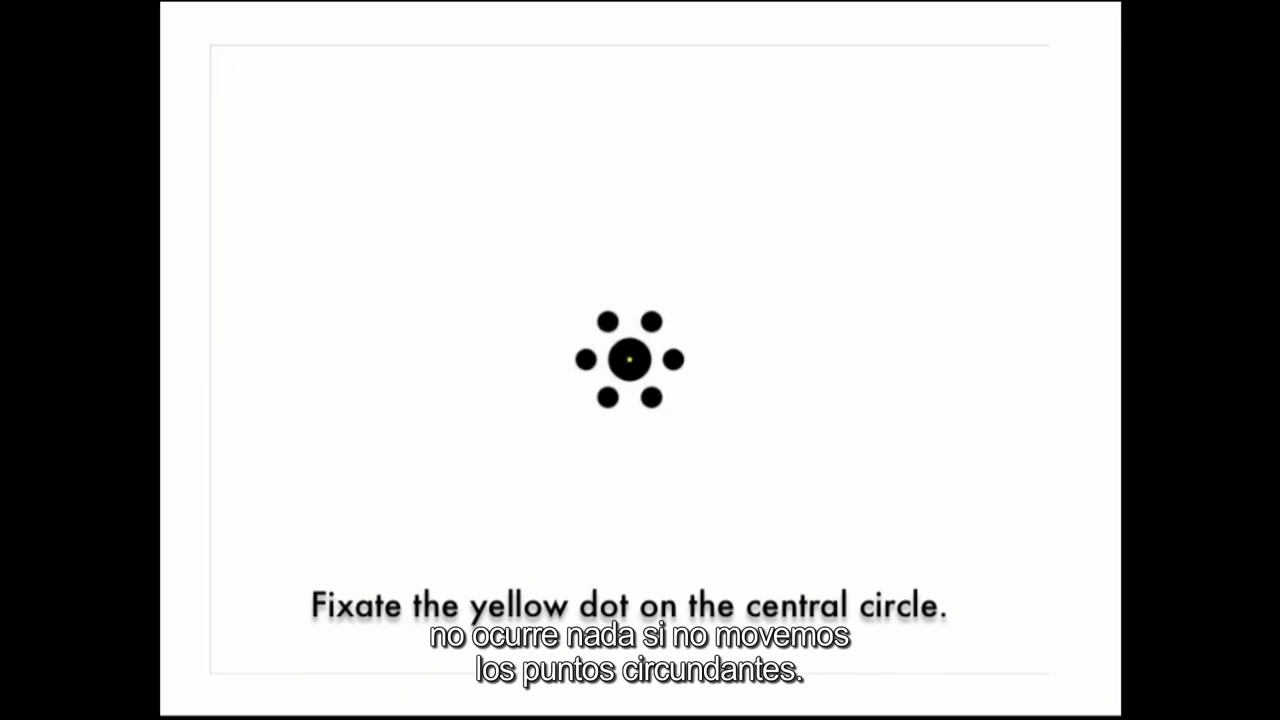 Fixate the yellow dot on the central circle.
no ocurre nada si no movemos
los puntos circundantes.